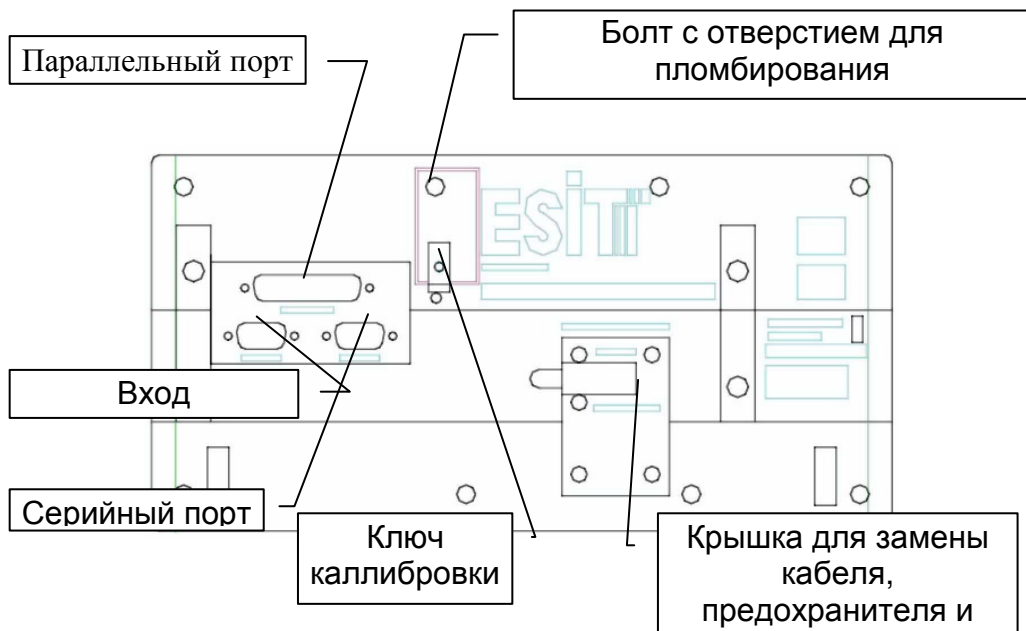 Параллельный порт
Болт с отверстием для
пломбирования
ESiT
Вход
Серийный порт
Ключ
каллибровки
Крышка для замены
кабеля,
предохранителя и